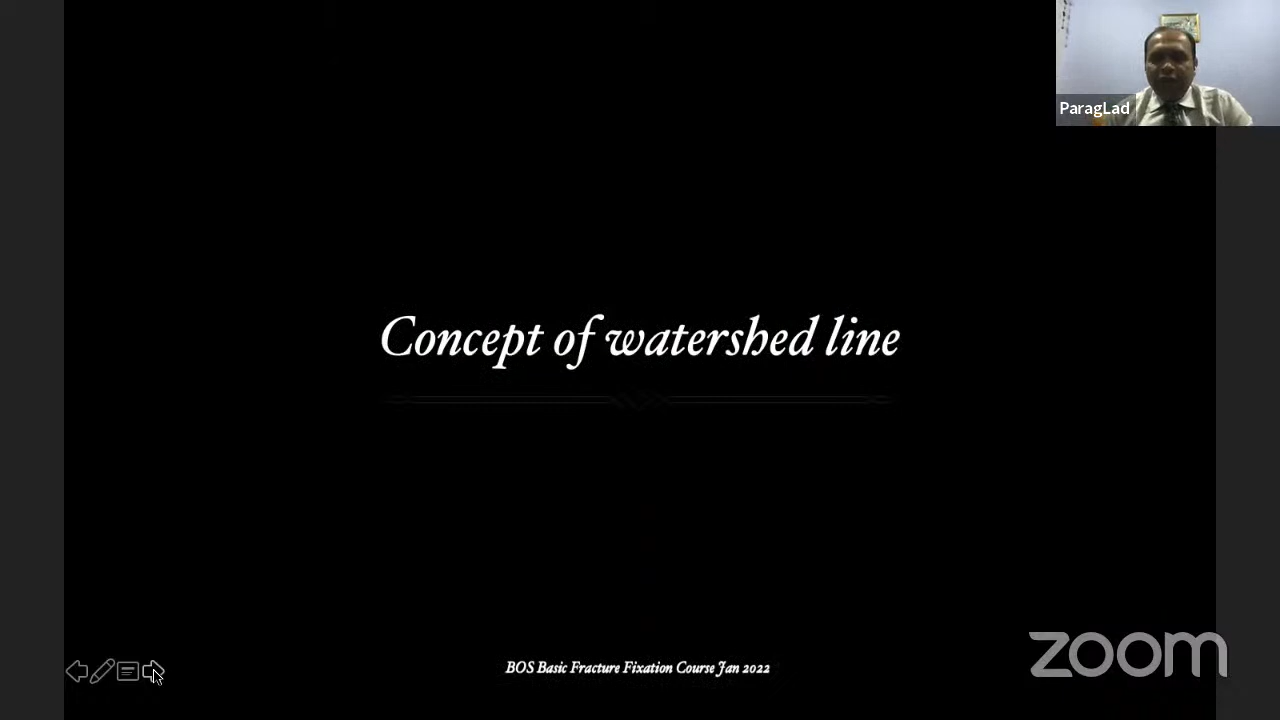 ParagLad
Concept of watershed line
BOS Basic Fracture Fixation Course Jan 2022
zoom